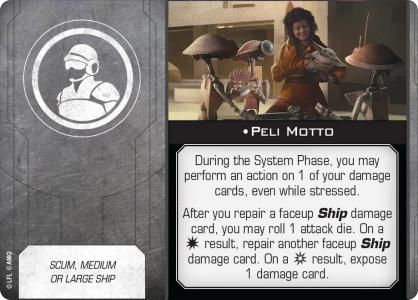 • PELI MOTTO
During the System Phase, you may
perform an action on 1 of your damage
cards, even while stressed.
After you repair a faceup Ship damage
card, you may roll 1 attack die. On a
result, repair another faceup Ship
damage card. On a result, expose
1 damage card.
SCUM, MEDIUM
OR LARGE SHIP
© LFL © AMG